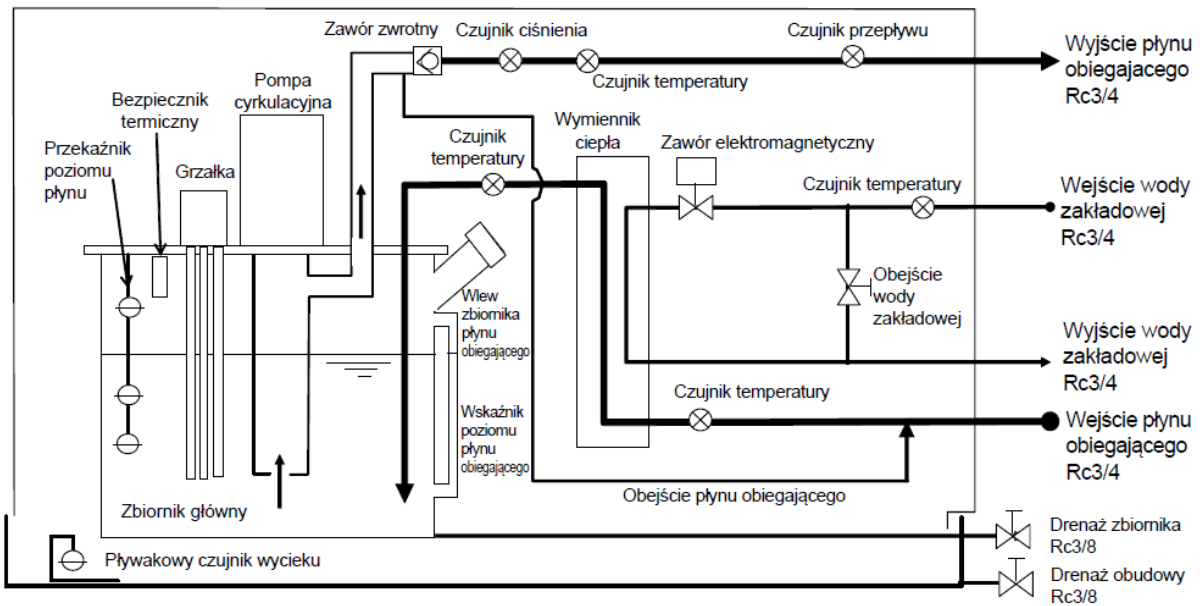 Zawór zwrotny
Czujnik ciśnienia
Czujnik temperatury
Czujnik przepływu
Wyjście płynu
obiegajacego
Rc3/4
Pompa
cyrkulacyjna
Bezpiecznik
termiczny
Przekaźnik
poziomu
płynu
Grzałka
Czujnik
temperatury
Wymiennik
ciepła
Zawór elektromagnetyczny
Czujnik temperatury
Wejście wody
zakładowej
Rc3/4
Obejście
wody
zakładowej
Wlew
zbiornika
płynu
obiegającego
Wyjście wody
zakładowej
Rc3/4
Czujnik temperatury
Wskaźnik
poziomu
płynu
obiegającego
Wejście płynu
obiegającego
Rc3/4
Obejście płynu obiegającego
Zbiornik główny
Pływakowy czujnik wycieku
Drenaż zbiornika
Rc3/8
Drenaż obudowy
Rc3/8